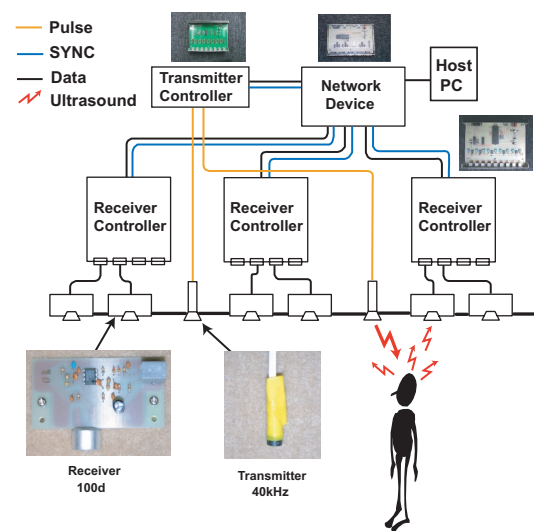 Pulse
SYNC
Data
Ultrasound
Transmitter
Controller
Network
Device
Host
PC
Receiver
Controller
Receiver
Controller
Receiver
Controller
Receiver
100d
Transmitter
40kHz